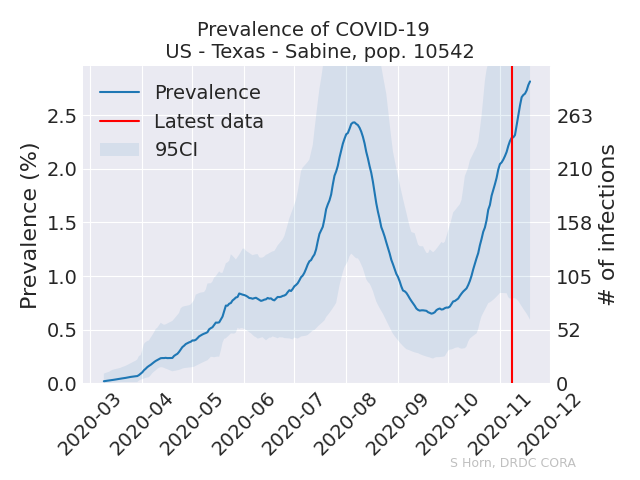 Prevalence of COVID-19
US - Texas - Sabine, pop. 10542
Prevalence
Latest data
95CI
Prevalence (%)
2.5
2.0
1.5
1.0
0.5
0.0
263
210
158
105
52
0
# of infections
2020-03
2020-04
2020-05
2020-06
2020-07
2020-08
2020-09
2020-10
2020-11
2020-12
S Horn, DRDC CORA